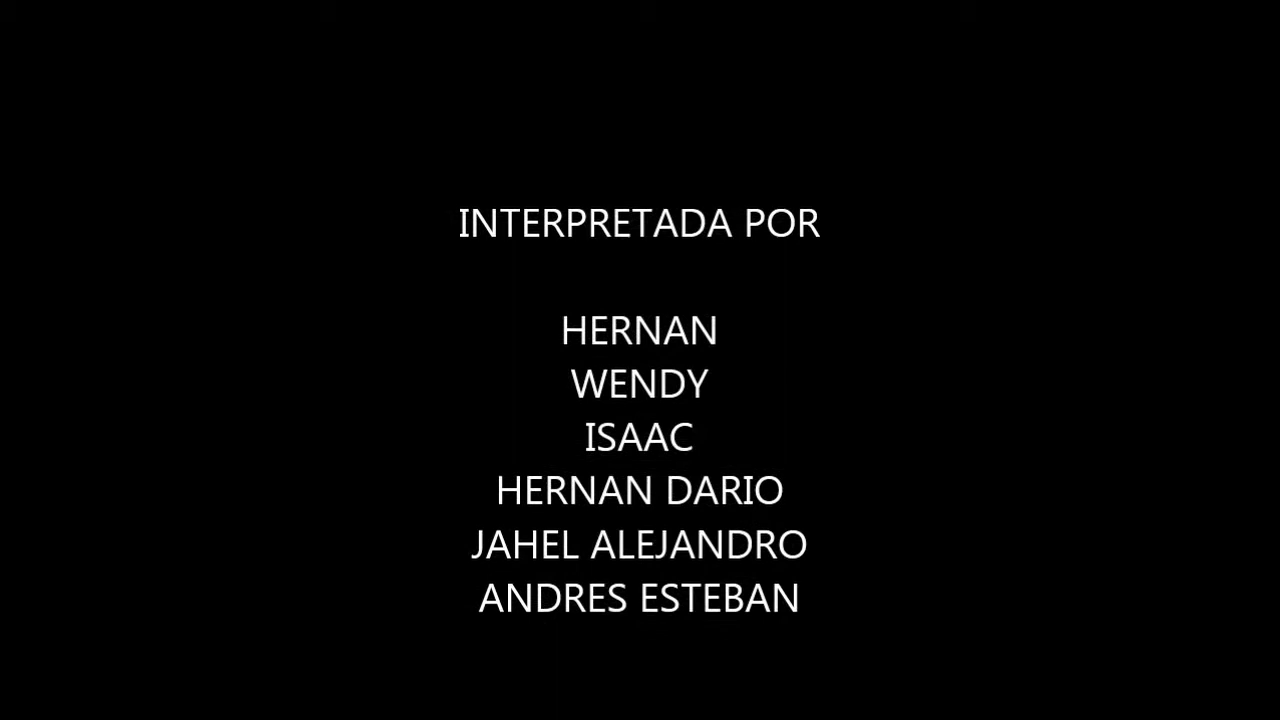 INTERPRETADA POR
HERNAN
WENDY
ISAAC
HERNAN DARIO
JAHEL ALEJANDRO
ANDRES ESTEBAN